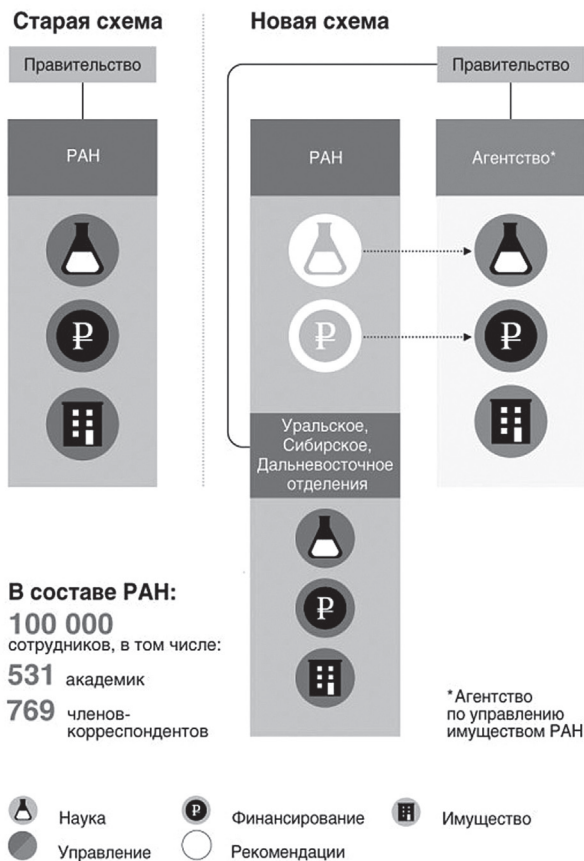 Старая схема
Новая схема
Правительство
РАН
₽
Правительство
РАН
Агентство*
₽
₽
Уральское,
Сибирское,
Дальневосточное
отделения
₽
В составе РАН:
100 000
сотрудников, в том числе:
531 академик
769 членов-
корреспондентов
*Агентство
по управлению
имуществом РАН
Наука
₽ Финансирование
Имущество
Управление
Рекомендации